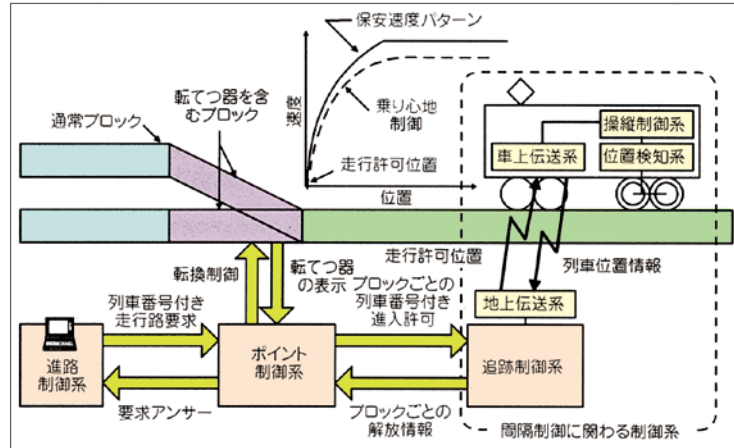 保安速度パターン
転てつ器を含
むブロック
通常ブロック
速度
乗り心地
制御
走行許可位置
位置
操縦制御系
車上伝送系
位置検知系
走行許可位置
列車位置情報
転換制御
転てつ器
の表示
ブロックごとの
列車番号付き
進入許可
列車番号付き
走行路要求
地上伝送系
進路
制御系
ポイント
制御系
追跡制御系
要求アンサー
ブロックごとの
解放情報
間隔制御に関わる制御系